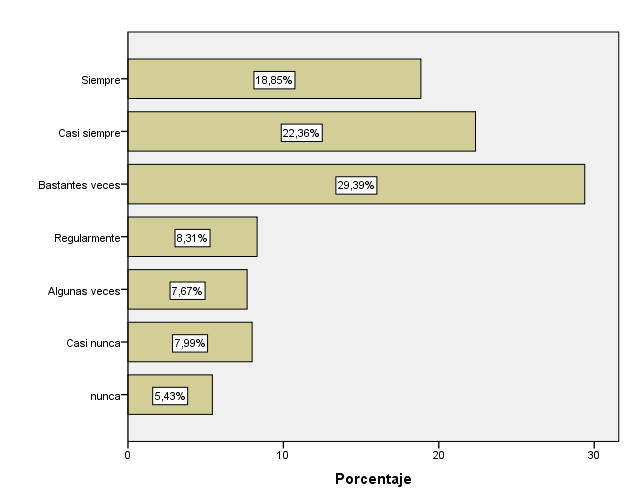 Siempre 18,85%
Casi siempre 22,36%
Bastantes veces 29,39%
Regularmente 8,31%
Algunas veces 7,67%
Casi nunca 7,99%
nunca 5,43%
0 10 20 30
Porcentaje